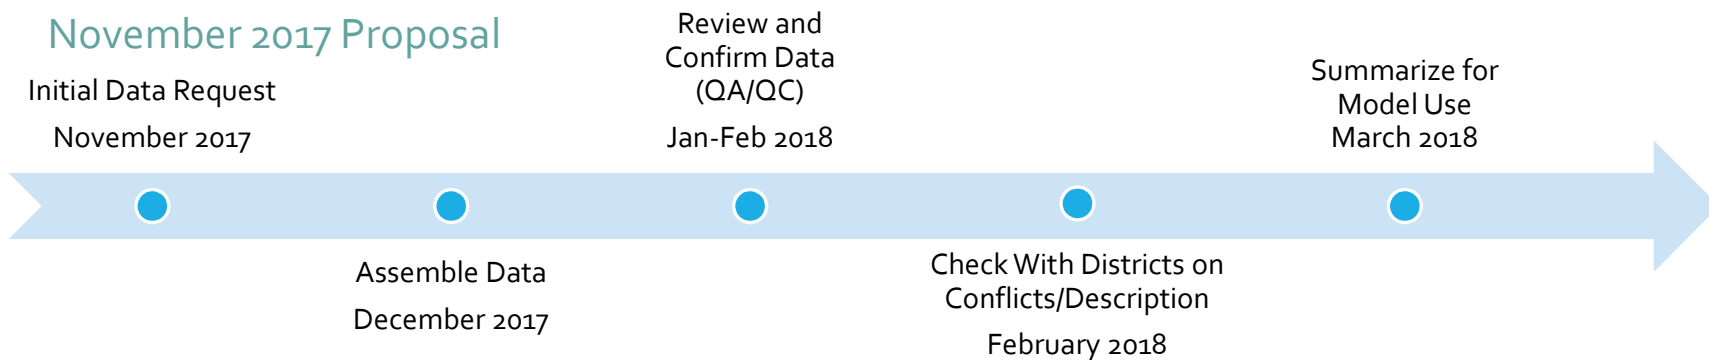 November 2017 Proposal
Initial Data Request
November 2017
Assemble Data
December 2017
Review and
Confirm Data
(QA/QC)
Jan-Feb 2018
Check With Districts on
Conflicts/Description
February 2018
Summarize for
Model Use
March 2018